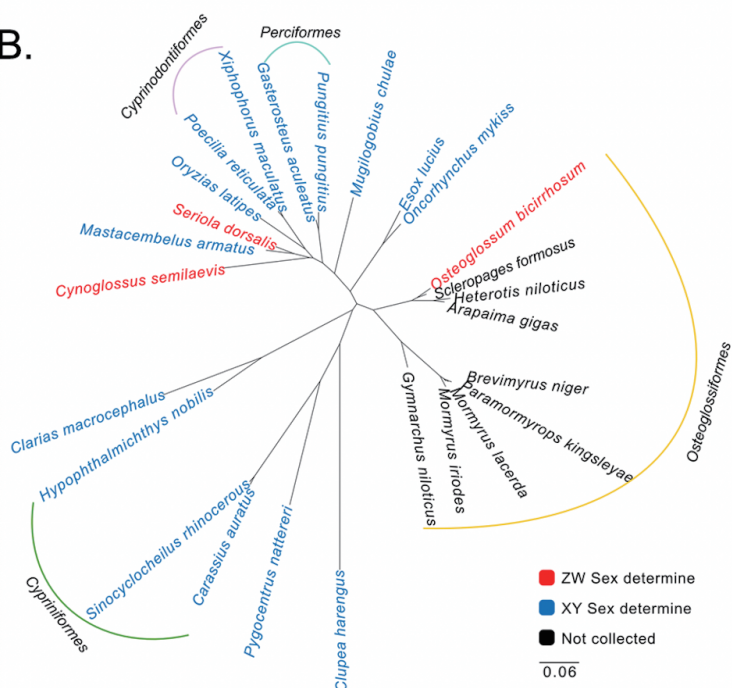 B.
Cyprinodontiformes
Perciformes
Xiphophorus maculatus
Gasterosteus aculeatus
Pungitius pungitius
Mugilogobius chulae
Esox lucius
Oncorhynchus mykiss
Poecilia reticulata
Oryzias latipes
Seriola dorsalis
Mastacembelus armatus
Cynoglossus semilaevis
Osteoglossum bicirrhosum
Scleropages formosus
Heterotis niloticus
Arapaima gigas
Osteoglossiformes
Brevimyrus niger
Paramormyrops kingsleyae
Mormyrus lacerda
Mormyrus iriodes
Gymnarchus niloticus
Clarias macrocephalus
Hypophthalmichthys nobilis
Sinocyclocheilus rhinocerous
Carassius auratus
Pygocentrus nattereri
Clupea harengus
Cypriniformes
ZW Sex determine
XY Sex determine
Not collected
0.06